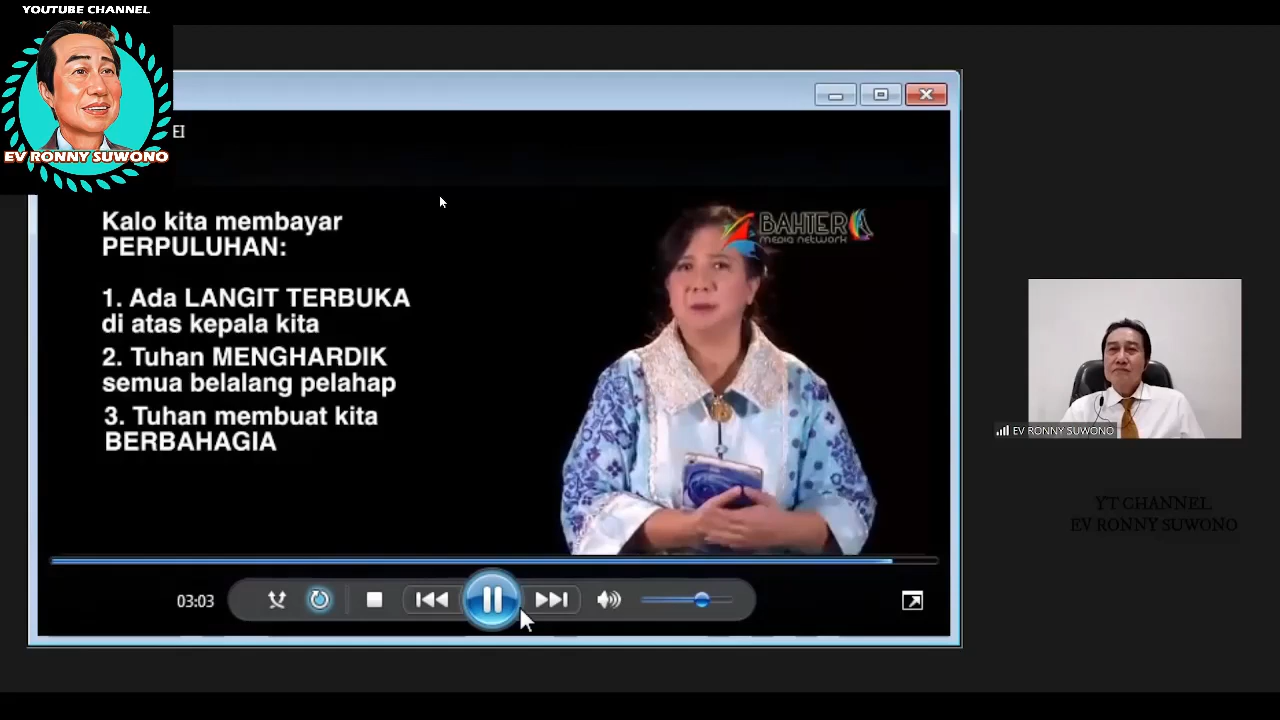 YOUTUBE CHANNEL
EV RONNY SUWONO
EI
Kalo kita membayar
PERPULUHAN:
1. Ada LANGIT TERBUKA
di atas kepala kita
2. Tuhan MENGHARDIK
semua belalang pelahap
3. Tuhan membuat kita
BERBAHAGIA
BAHTERA
MEDIA NETWORK
03:03
EV RONNY SUWONO
YT CHANNEL
EV RONNY SUWONO